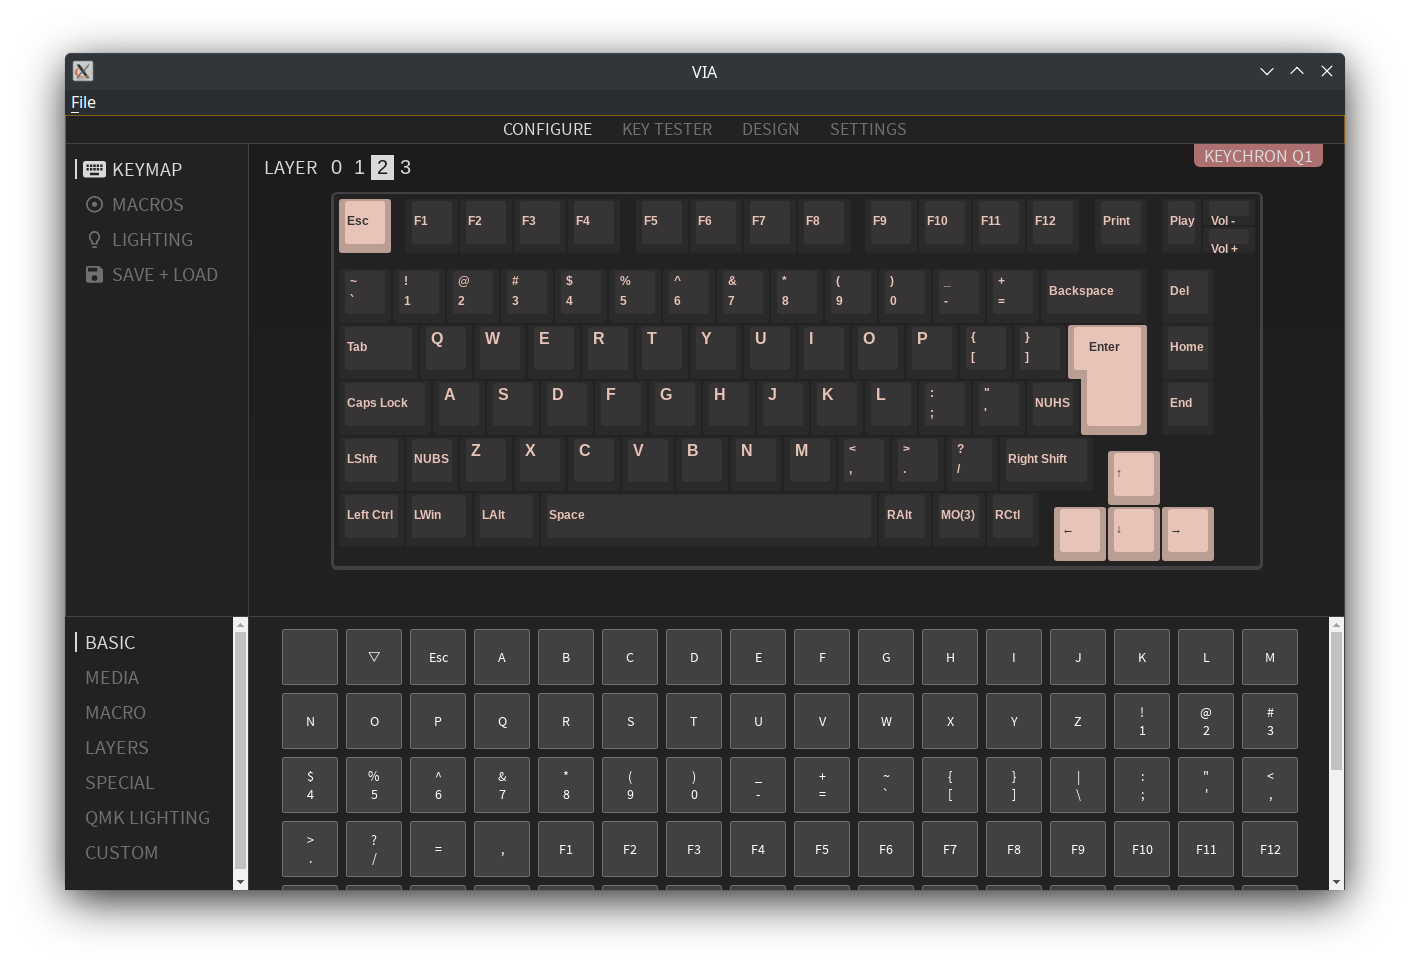 VIA
File
CONFIGURE KEY TESTER DESIGN SETTINGS
KEYMAP
MACROS
LIGHTING
SAVE + LOAD
LAYER 0 1 2 3
KEYCHRON Q1
Esc F1 F2 F3 F4 F5 F6 F7 F8 F9 F10 F11 F12 Print Play Vol -
Vol +
~ ! @ # $ % ^ & * ( ) _ +
` 1 2 3 4 5 6 7 8 9 0 - = Backspace Del
Tab Q W E R T Y U I O P { } Enter Home
[ ]
Caps Lock A S D F G H J K L : " NUHS End
; '
LShft NUBS Z X C V B N M < > ? Right Shift
, . /
↑
Left Ctrl LWin LAlt Space RAlt MO(3) RCtl ← ↓ →
BASIC
MEDIA
MACRO
LAYERS
SPECIAL
QMK LIGHTING
CUSTOM
▽ Esc A B C D E F G H I J K L M
N O P Q R S T U V W X Y Z ! @ #
1 2 3
$ % ^ & * ( ) _ + ~ { } | : " <
4 5 6 7 8 9 0 - = ` [ ] \ ; ' ,
> ? = , F1 F2 F3 F4 F5 F6 F7 F8 F9 F10 F11 F12
. /